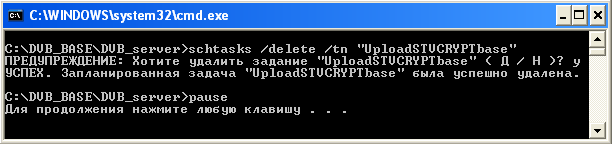 C:\WINDOWS\system32\cmd.exe
C:\DVB_BASE\DVB_server>schtasks /delete /tn "UploadSTVCRYPTbase"
ПРЕДУПРЕЖДЕНИЕ: Хотите удалить задание "UploadSTVCRYPTbase" ( Д / Н )? y
УСПЕХ. Запланированная задача "UploadSTVCRYPTbase" была успешно удалена.
C:\DVB_BASE\DVB_server>pause
Для продолжения нажмите любую клавишу . . .